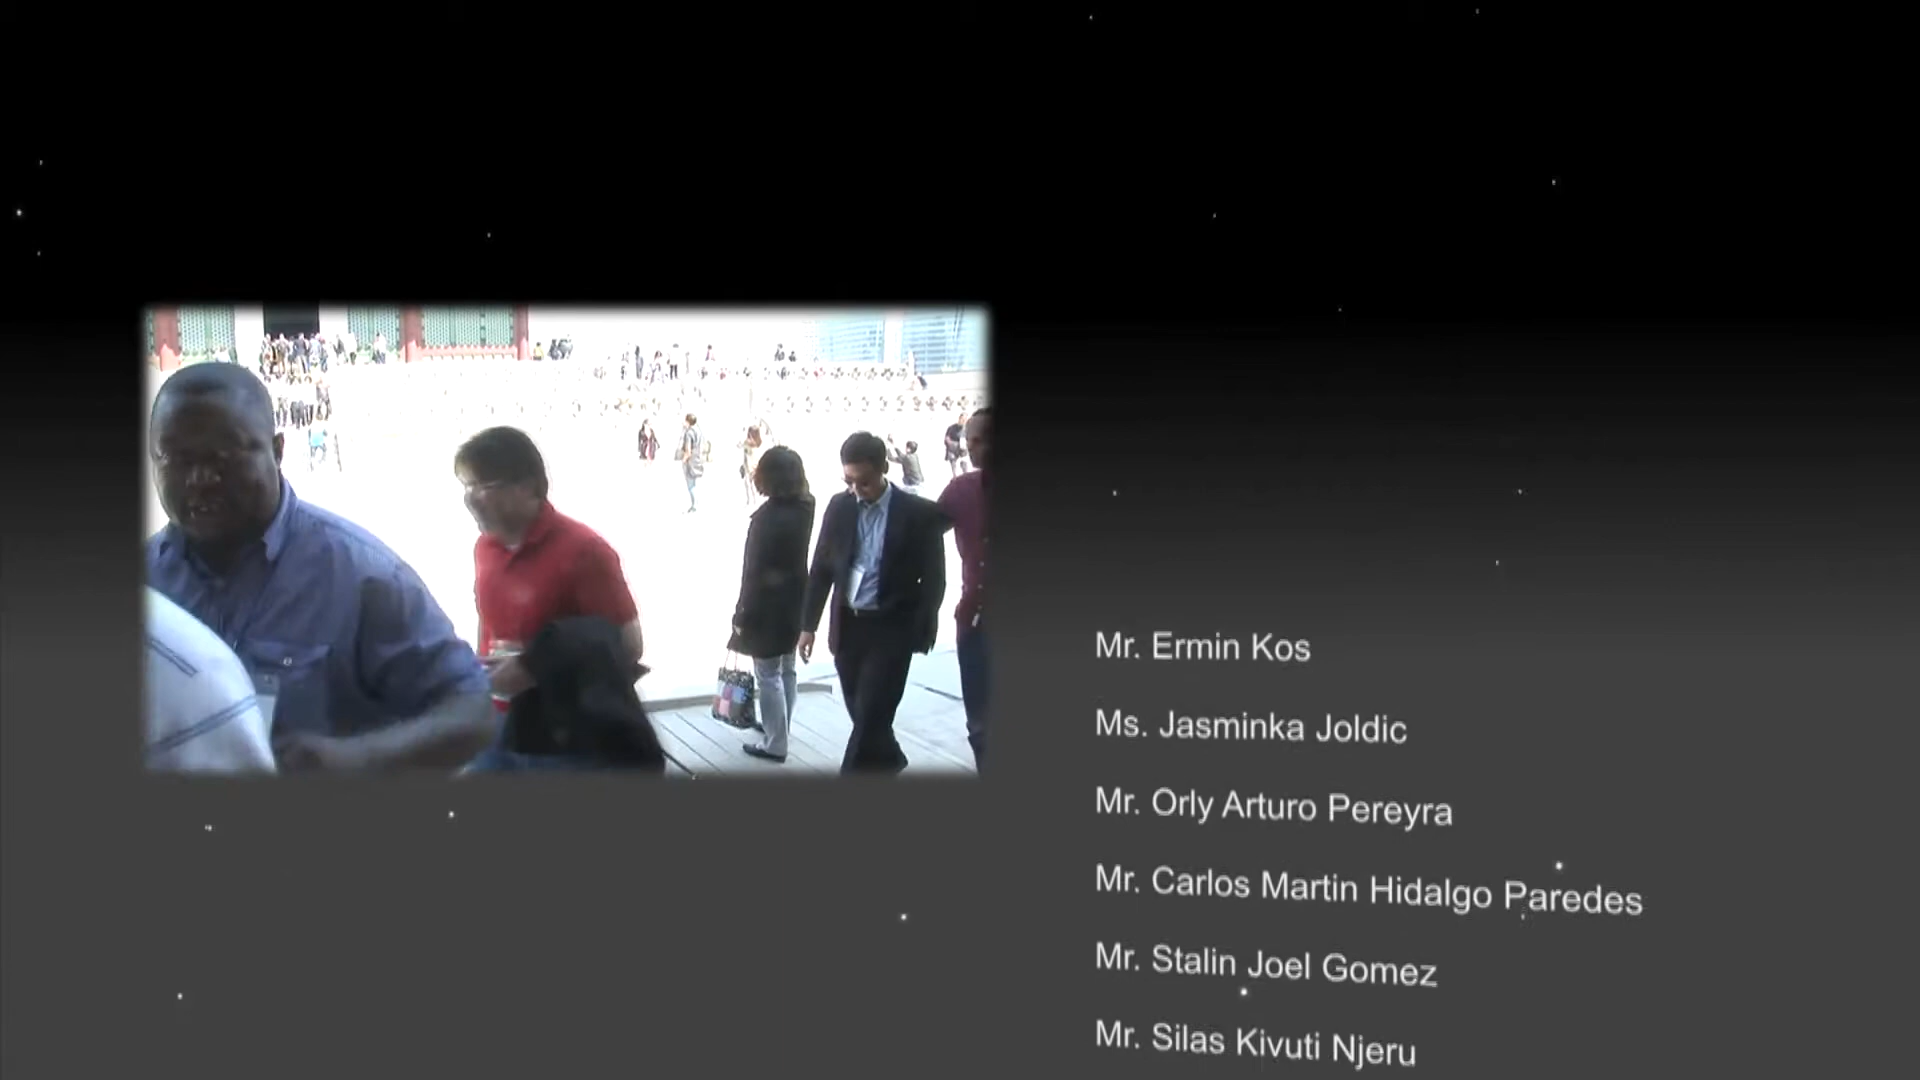 Mr. Ermin Kos
Ms. Jasminka Joldic
Mr. Orly Arturo Pereyra
Mr. Carlos Martin Hidalgo Paredes
Mr. Stalin Joel Gomez
Mr. Silas Kivuti Njeru